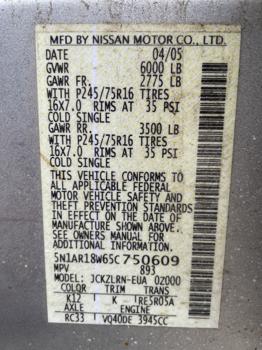 MFD BY NISSAN MOTOR CO., LTD.
DATE 04/05
GVWR 6000 LB
GAWR FR. 2775 LB
WITH P245/75R16 TIRES
16X7.0 RIMS AT 35 PSI
COLD SINGLE
GAWR RR. 3500 LB
WITH P245/75R16 TIRES
16X7.0 RIMS AT 35 PSI
COLD SINGLE
THIS VEHICLE CONFORMS TO
ALL APPLICABLE FEDERAL
MOTOR VEHICLE SAFETY AND
THEFT PREVENTION STANDARDS
IN EFFECT ON THE DATE OF
MANUFACTURE SHOWN ABOVE.
SEE OWNERS MANUAL FOR
ADDITIONAL INFORMATION
5N1AR18W65C750609
MPV 893
MODEL JCKZLRN-EUA 0Z000
COLOR TRIM TRANS
K12 K RE5R05A
AXLE ENGINE
RC33 VQ40DE 3945CC